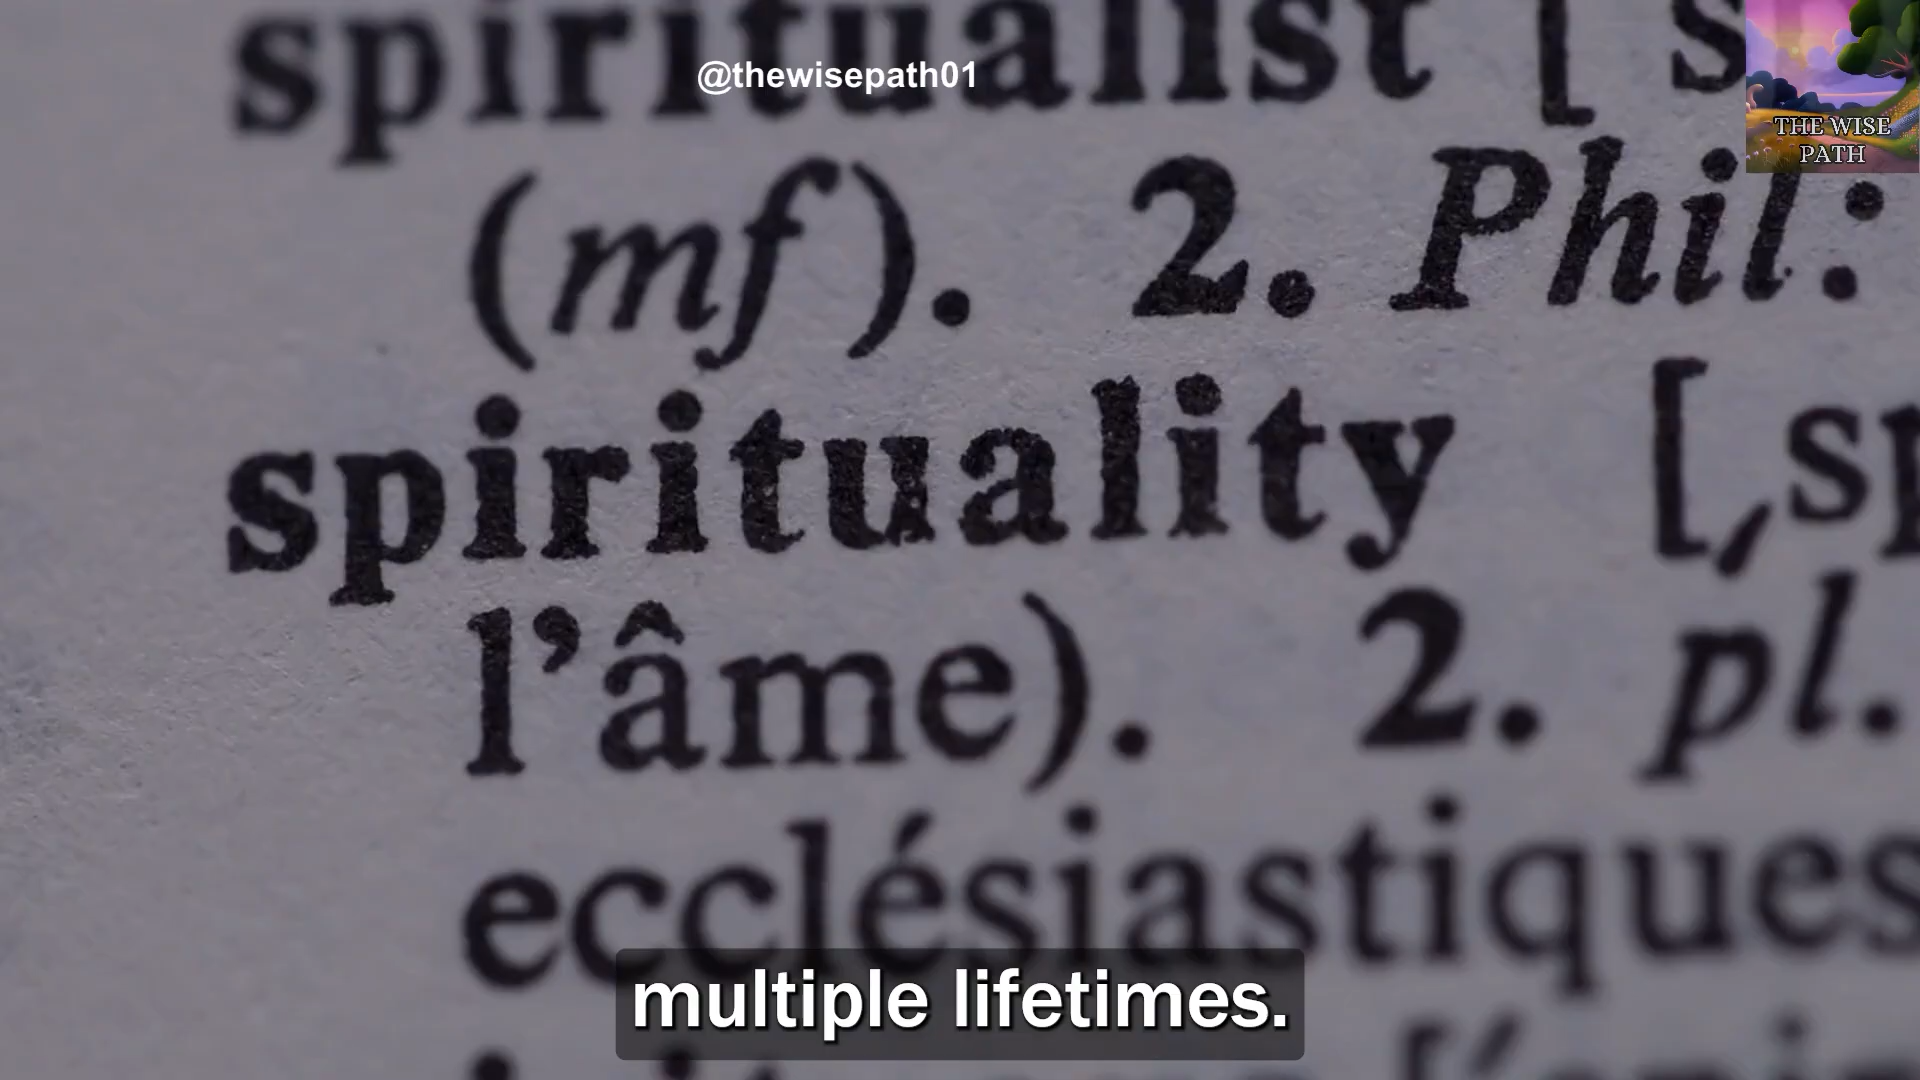 spiritualist [
@thewisepath01
THE WISE
PATH
(mf). 2. Phil:
spirituality [
l’âme). 2. pl.
ecclésiastiques
multiple lifetimes.